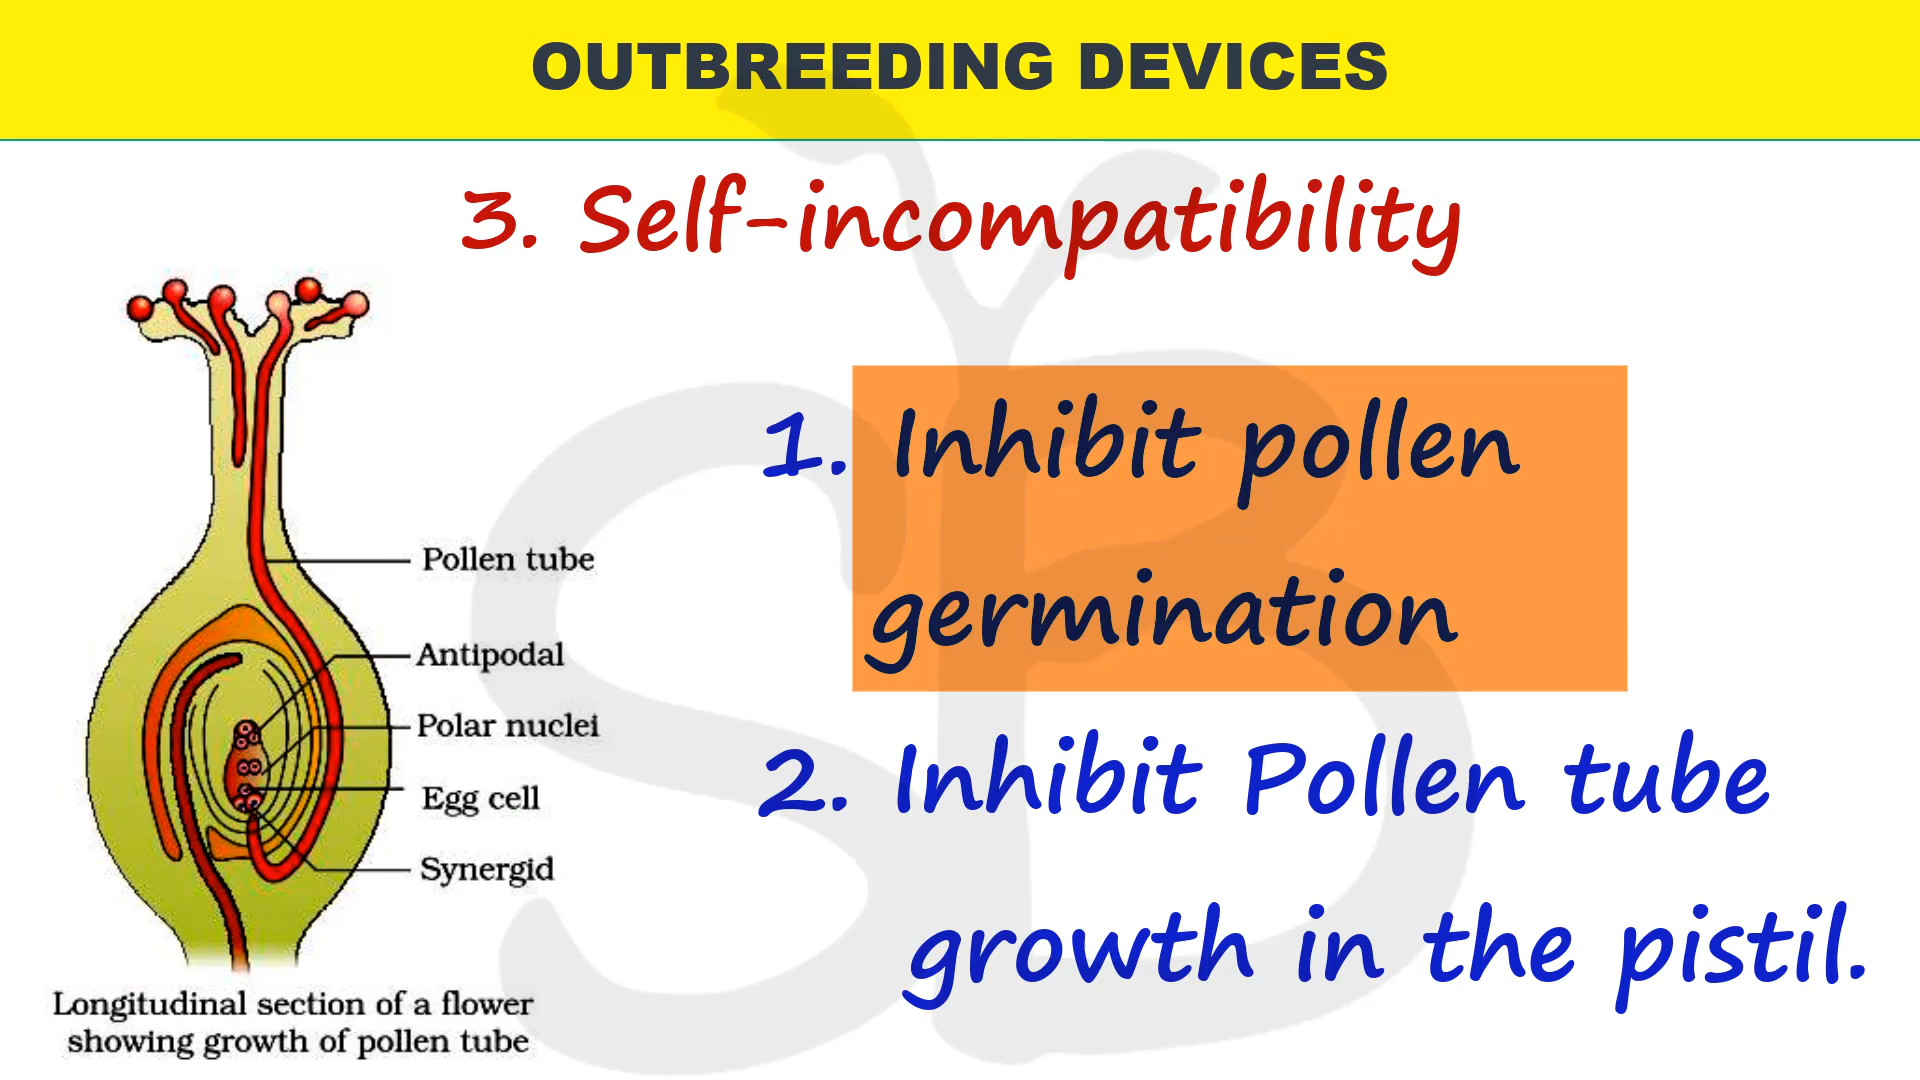 OUTBREEDING DEVICES
3. Self-incompatibility
1. Inhibit pollen
germination
2. Inhibit Pollen tube
growth in the pistil.
Pollen tube
Antipodal
Polar nuclei
Egg cell
Synergid
Longitudinal section of a flower
showing growth of pollen tube
SB